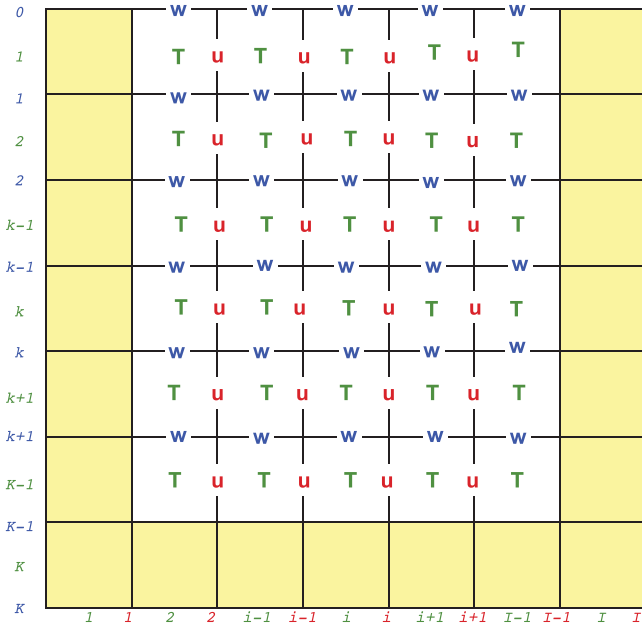 0 w w w w w
1 T u T u T u T u T
1 w w w w w
2 T u T u T u T u T
2 w w w w w
k-1 T u T u T u T u T
k-1 w w w w w
k T u T u T u T u T
k w w w w w
k+1 T u T u T u T u T
k+1 w w w w w
K-1 T u T u T u T u T
K-1
K
K
1 1 2 2 i-1 i-1 i i i+1 i+1 I-1 I-1 I I